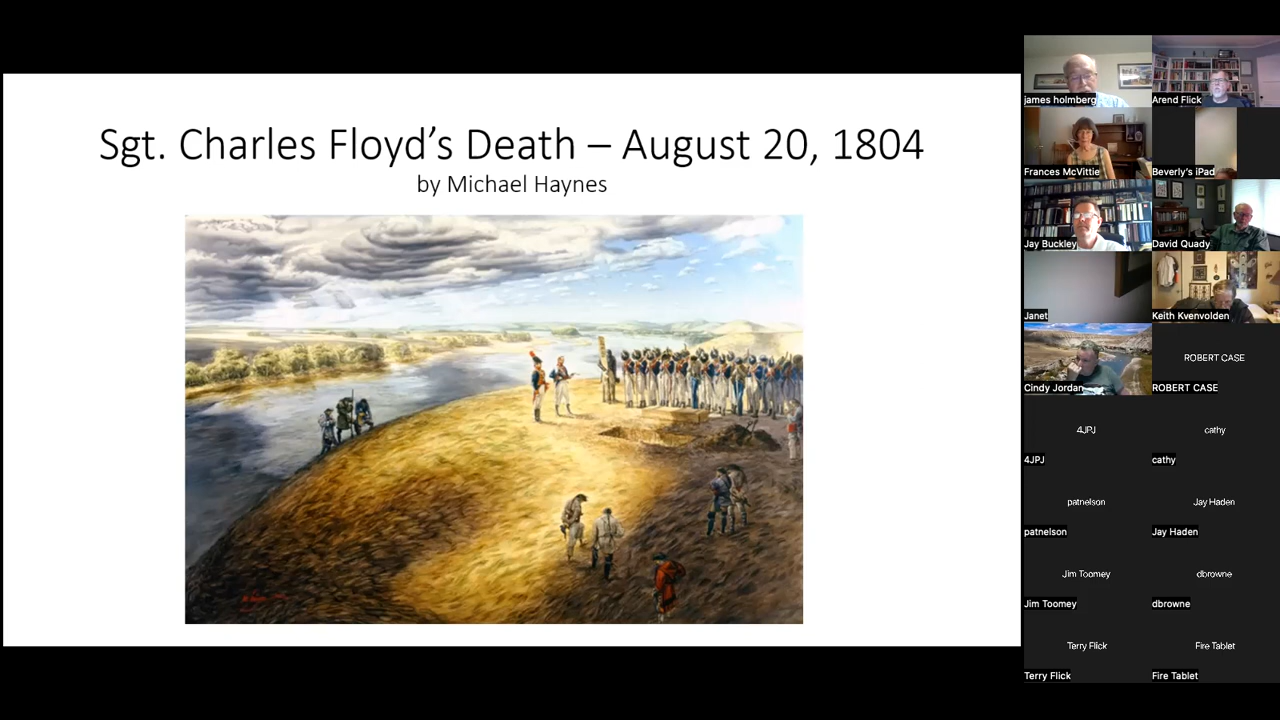 Sgt. Charles Floyd's Death – August 20, 1804
by Michael Haynes
james holmberg
Arend Flick
Frances McVittie
Beverly's iPad
Jay Buckley
David Quady
Janet
Keith Kvenvolden
Cindy Jordan
ROBERT CASE
ROBERT CASE
4JPJ
cathy
4JPJ
cathy
patnelson
Jay Haden
patnelson
Jay Haden
Jim Toomey
dbrowne
Jim Toomey
dbrowne
Terry Flick
Fire Tablet
Terry Flick
Fire Tablet